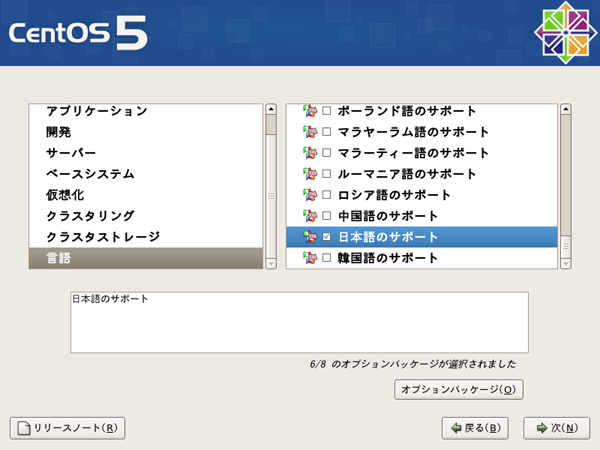 CentOS 5
アプリケーション
開発
サーバー
ベースシステム
仮想化
クラスタリング
クラスタストレージ
言語
ポーランド語のサポート
マラヤーラム語のサポート
マラーティー語のサポート
ルーマニア語のサポート
ロシア語のサポート
中国語のサポート
日本語のサポート
韓国語のサポート
日本語のサポート
6/8 のオプションパッケージが選択されました
オプションパッケージ(O)
リリースノート(R)
戻る(B)
次(N)